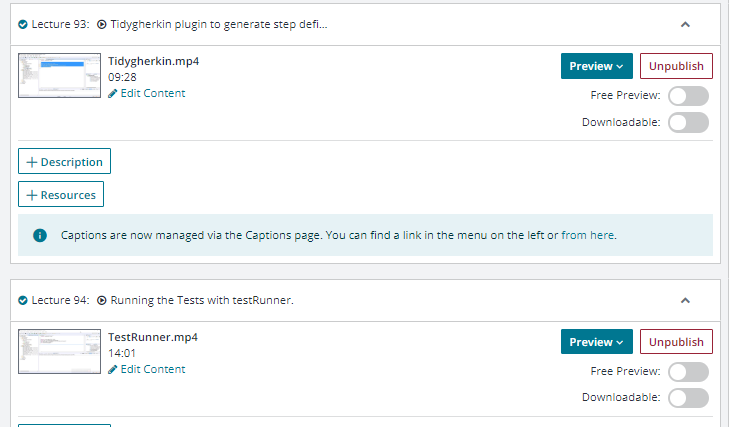 Lecture 93: Tidygherkin plugin to generate step defi...
Tidygherkin.mp4
09:28
Edit Content
Preview
Unpublish
Free Preview:
Downloadable:
+ Description
+ Resources
Captions are now managed via the Captions page. You can find a link in the menu on the left or from here.
Lecture 94: Running the Tests with testRunner.
TestRunner.mp4
14:01
Edit Content
Preview
Unpublish
Free Preview:
Downloadable: